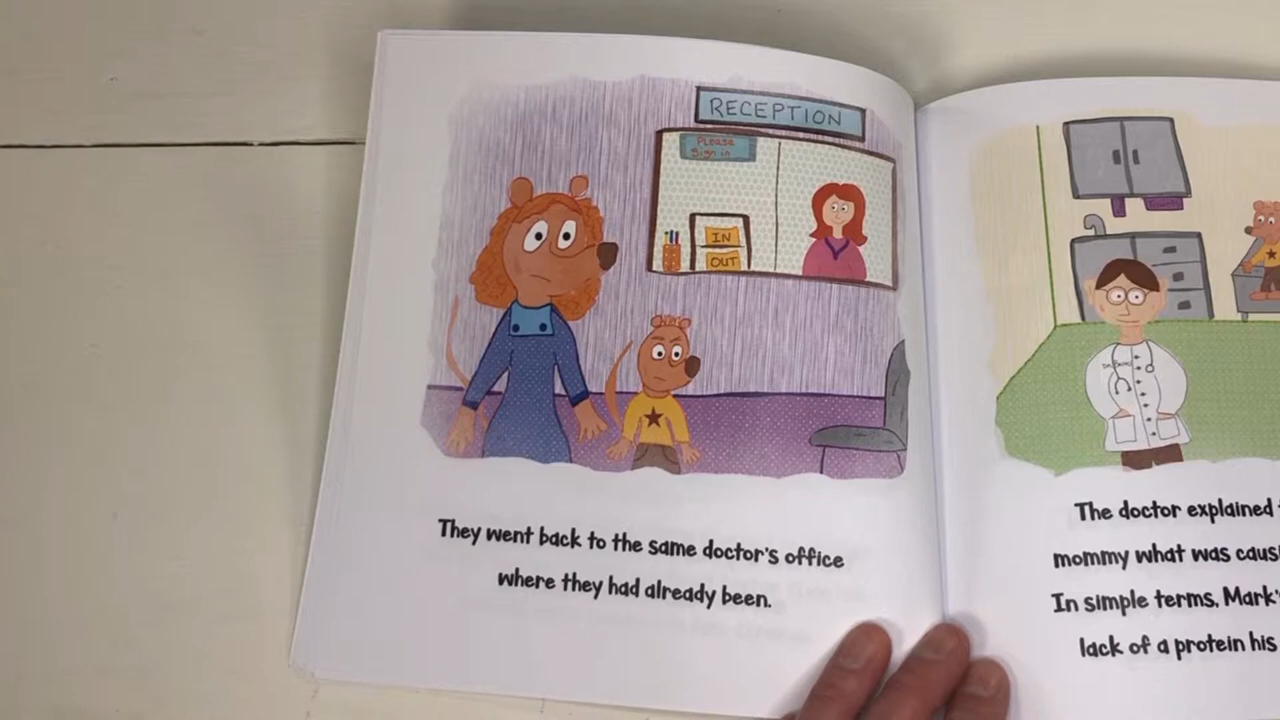 RECEPTION
Please
Sign in
IN
OUT
They went back to the same doctor's office
where they had already been.
The doctor explained
mommy what was
In simple terms, Mark's
lack of a protein his